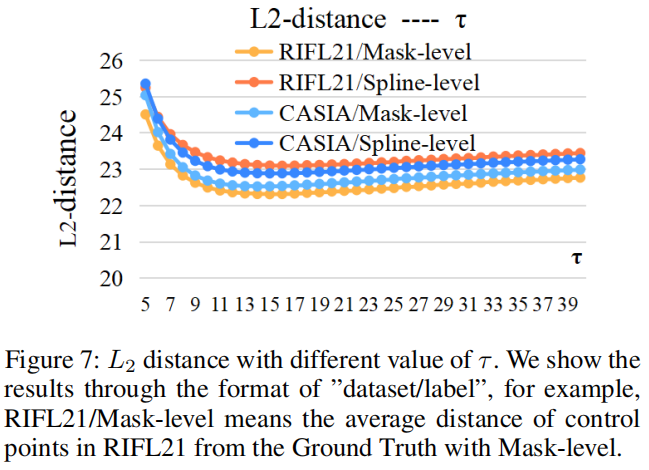 L2-distance ---- τ
RIFL21/Mask-level
RIFL21/Spline-level
CASIA/Mask-level
CASIA/Spline-level
L2-distance
26
25
24
23
22
21
20
τ
5 7 9 11 13 15 17 19 21 23 25 27 29 31 33 35 37 39
Figure 7: L₂ distance with different value of τ. We show the
results through the format of ”dataset/label”, for example,
RIFL21/Mask-level means the average distance of control
points in RIFL21 from the Ground Truth with Mask-level.